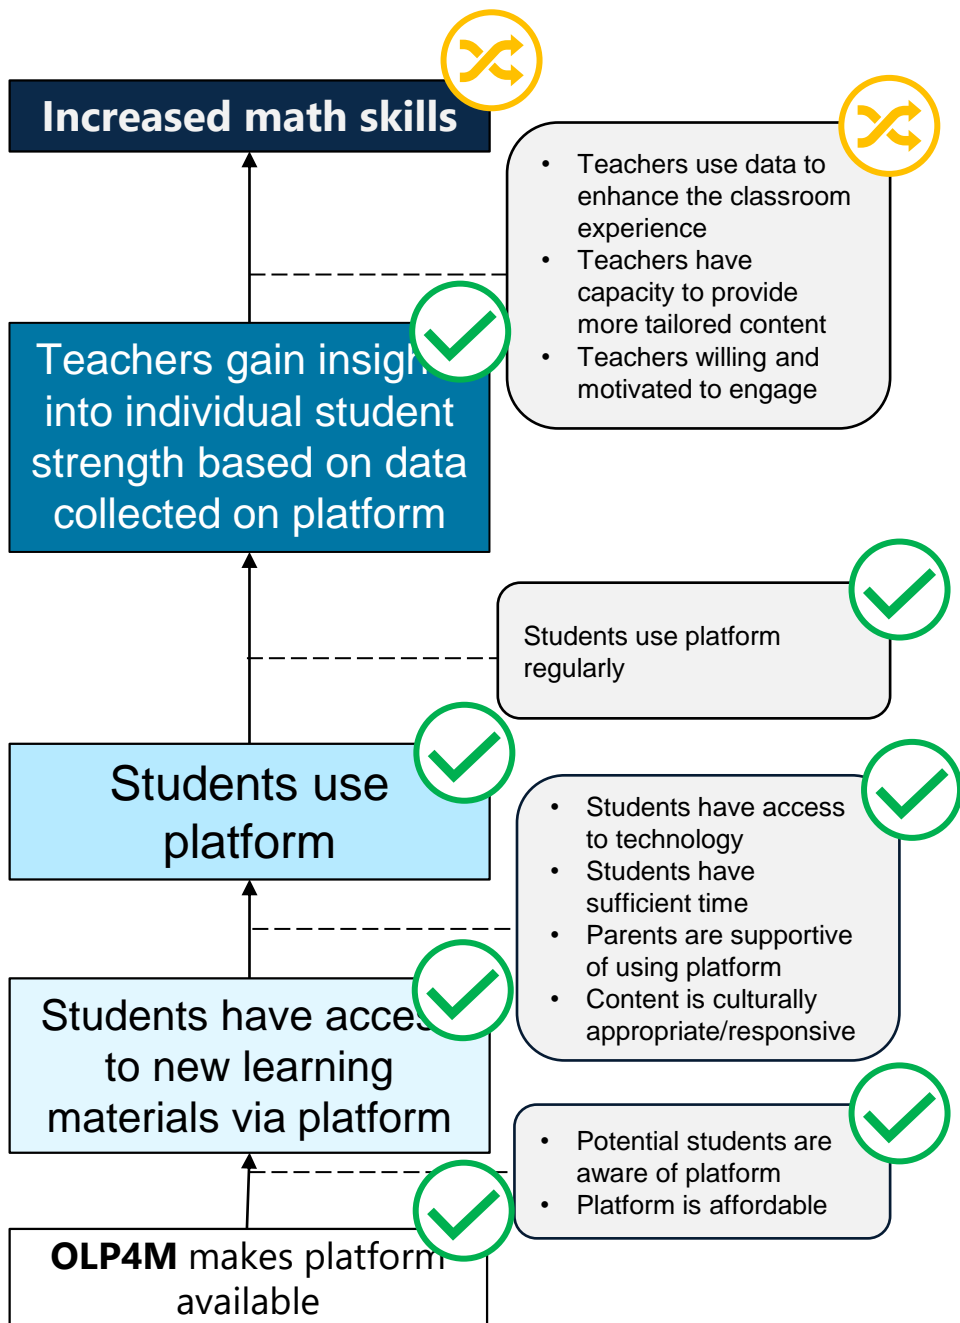 Increased math skills
• Teachers use data to
enhance the classroom
experience
• Teachers have
capacity to provide
more tailored content
• Teachers willing and
motivated to engage
Teachers gain insigh
into individual student
strength based on data
collected on platform
Students use platform
regularly
Students use
platform
• Students have access
to technology
• Students have
sufficient time
• Parents are supportive
of using platform
• Content is culturally
appropriate/responsive
Students have acces
to new learning
materials via platform
• Potential students are
aware of platform
• Platform is affordable
OLP4M makes platform
available